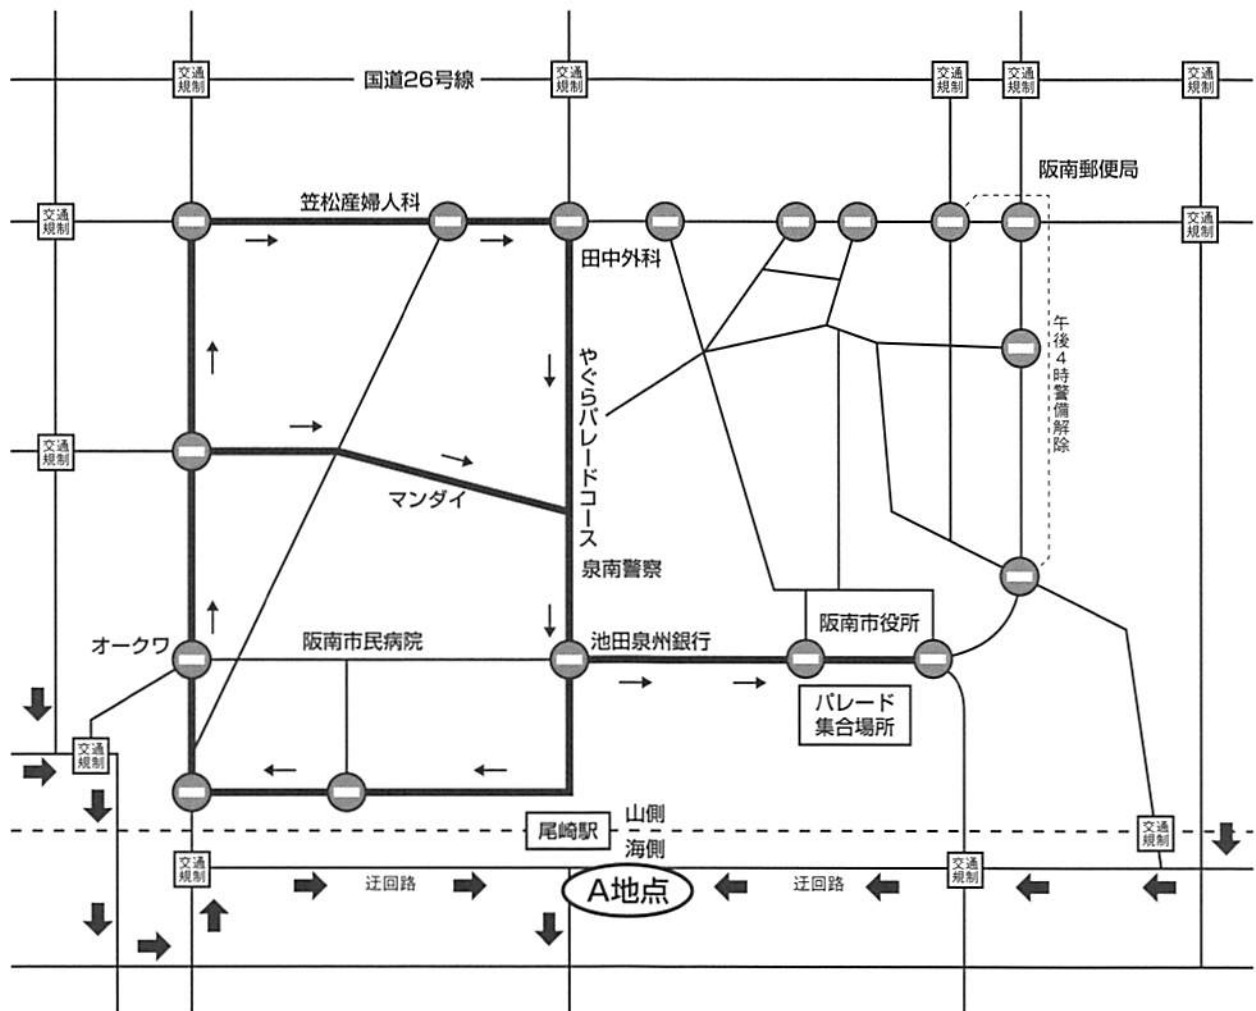 交通
規制
国道26号線
交通
規制
交通
規制
交通
規制
交通
規制
阪南郵便局
交通
規制
笠松産婦人科
交通
規制
田中外科
午後4時警備解除
やぐらパレードコース
交通
規制
マンダイ
泉南警察
オークワ
阪南市民病院
池田泉州銀行
阪南市役所
パレード
集合場所
交通
規制
尾崎駅
山側
海側
交通
規制
交通
規制
迂回路
A地点
迂回路
交通
規制